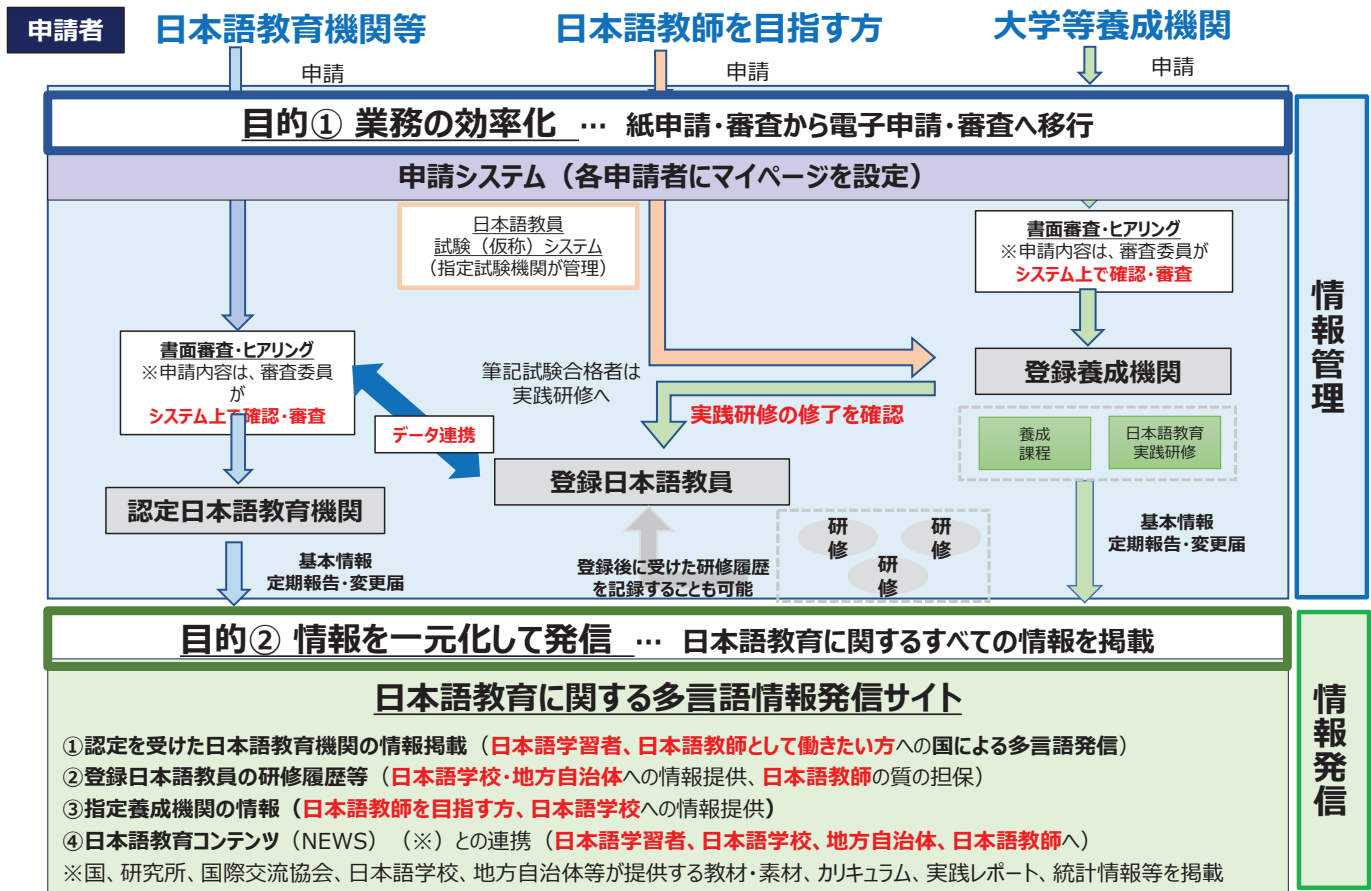 申請者
日本語教育機関等
日本語教師を目指す方
大学等養成機関
申請
申請
申請
目的① 業務の効率化 … 紙申請・審査から電子申請・審査へ移行
申請システム（各申請者にマイページを設定）
日本語教員
試験（仮称）システム
（指定試験機関が管理）
書面審査・ヒアリング
※申請内容は、審査委員が
システム上で確認・審査
書面審査・ヒアリング
※申請内容は、審査委員
が
システム上で確認・審査
データ連携
筆記試験合格者は
実践研修へ
実践研修の修了を確認
登録養成機関
養成
課程
日本語教育
実践研修
登録日本語教員
認定日本語教育機関
基本情報
定期報告・変更届
登録後に受けた研修履歴
を記録することも可能
研
修
研
修
研
修
基本情報
定期報告・変更届
情報管理
目的② 情報を一元化して発信 … 日本語教育に関するすべての情報を掲載
日本語教育に関する多言語情報発信サイト
①認定を受けた日本語教育機関の情報掲載（日本語学習者、日本語教師として働きたい方への国による多言語発信）
②登録日本語教員の研修履歴等（日本語学校・地方自治体への情報提供、日本語教師の質の担保）
③指定養成機関の情報（日本語教師を目指す方、日本語学校への情報提供）
④日本語教育コンテンツ（NEWS）（※）との連携（日本語学習者、日本語学校、地方自治体、日本語教師へ）
※国、研究所、国際交流協会、日本語学校、地方自治体等が提供する教材・素材、カリキュラム、実践レポート、統計情報等を掲載
情報発信